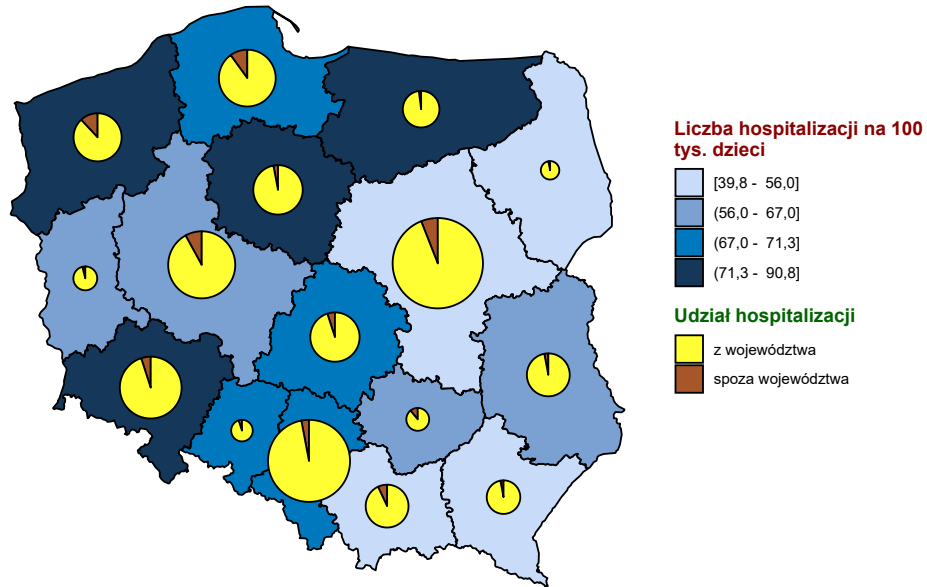 Liczba hospitalizacji na 100
tys. dzieci
[39,8 - 56,0]
(56,0 - 67,0]
(67,0 - 71,3]
(71,3 - 90,8]
Udział hospitalizacji
z województwa
spoza województwa